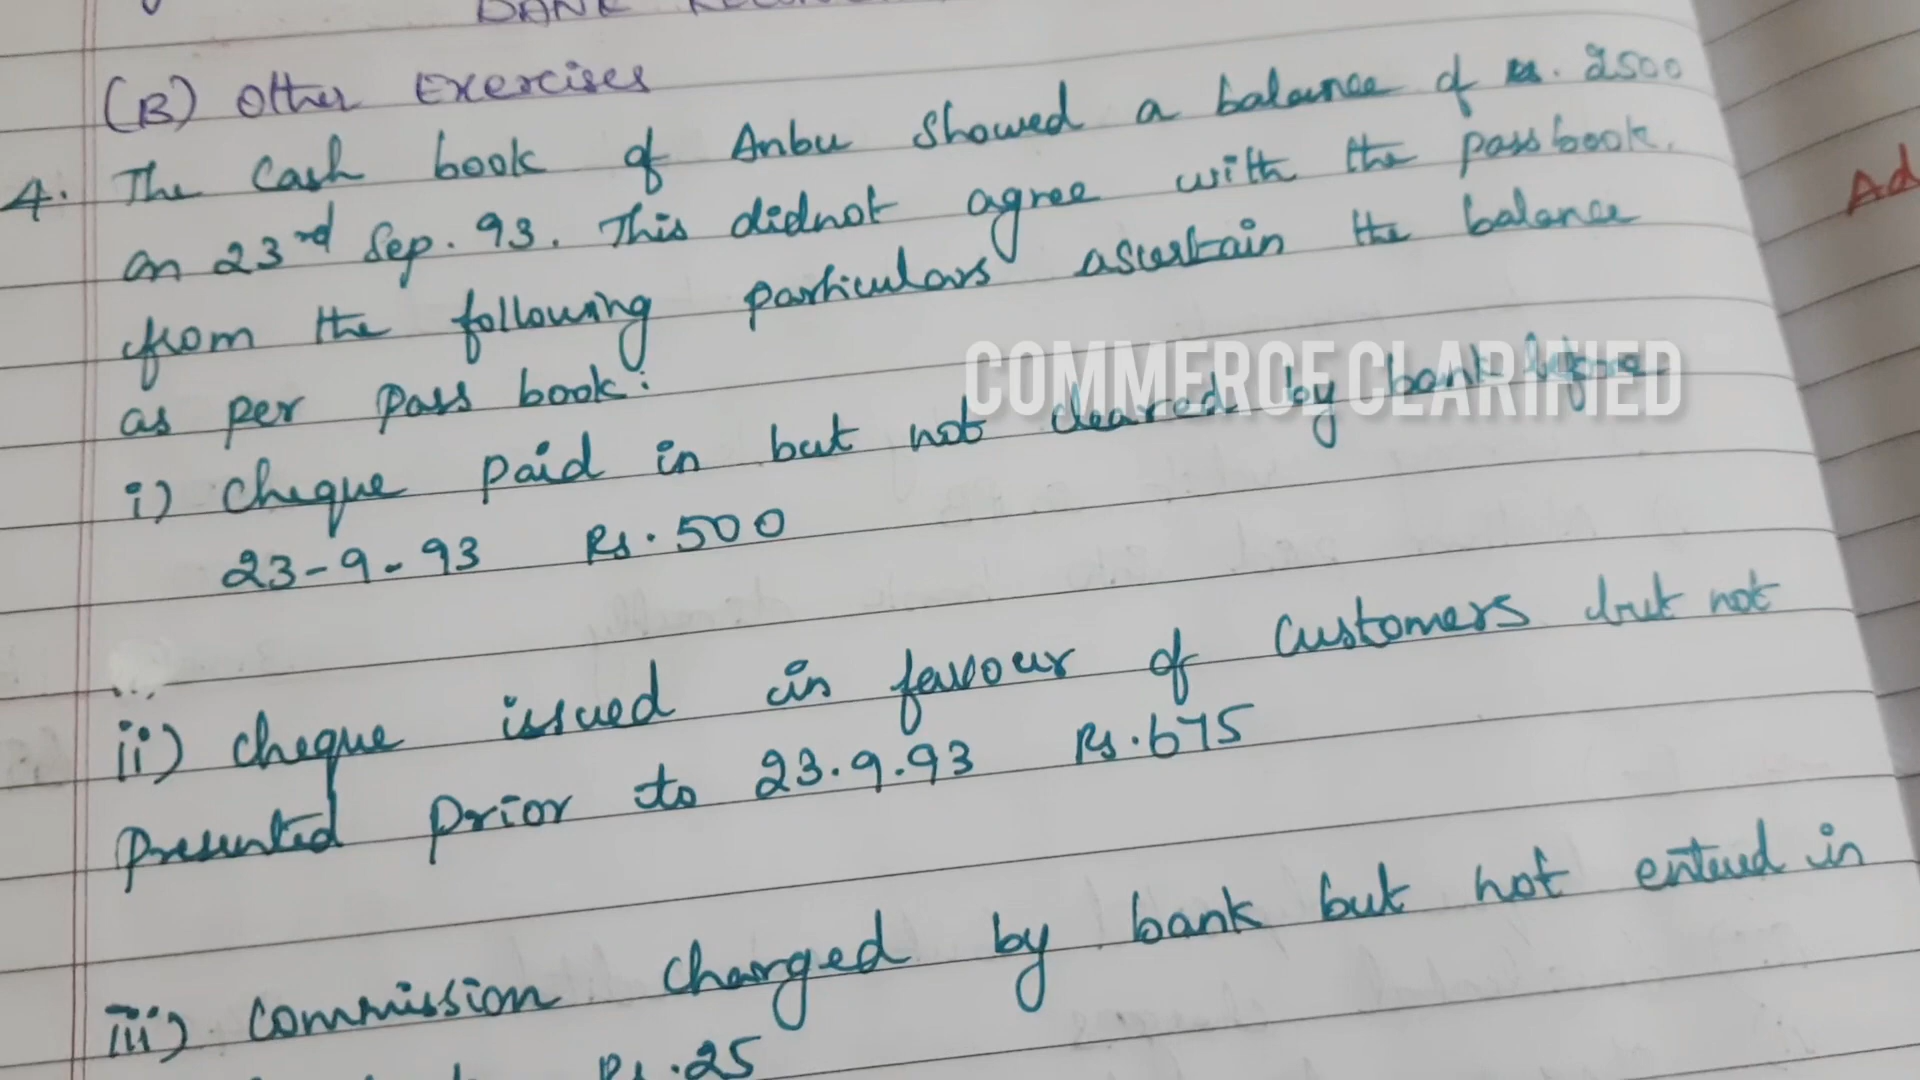 BANK
(B) Other Exercises
4. The Cash book of Anbu showed a balance of Rs. 2500
on 23rd Sep. 93. This didnot agree with the passbook.
from the following particulars ascertain the balance
as per Pass book:
i) Cheque paid in but not cleared by bank before
23-9-93 Rs. 500
ii) Cheque issued in favour of Customers but not
Presented Prior to 23.9.93 Rs. 675
iii) Commission charged by bank but not entered in
Rs. 25
Ad
COMMERCE CLARIFIED